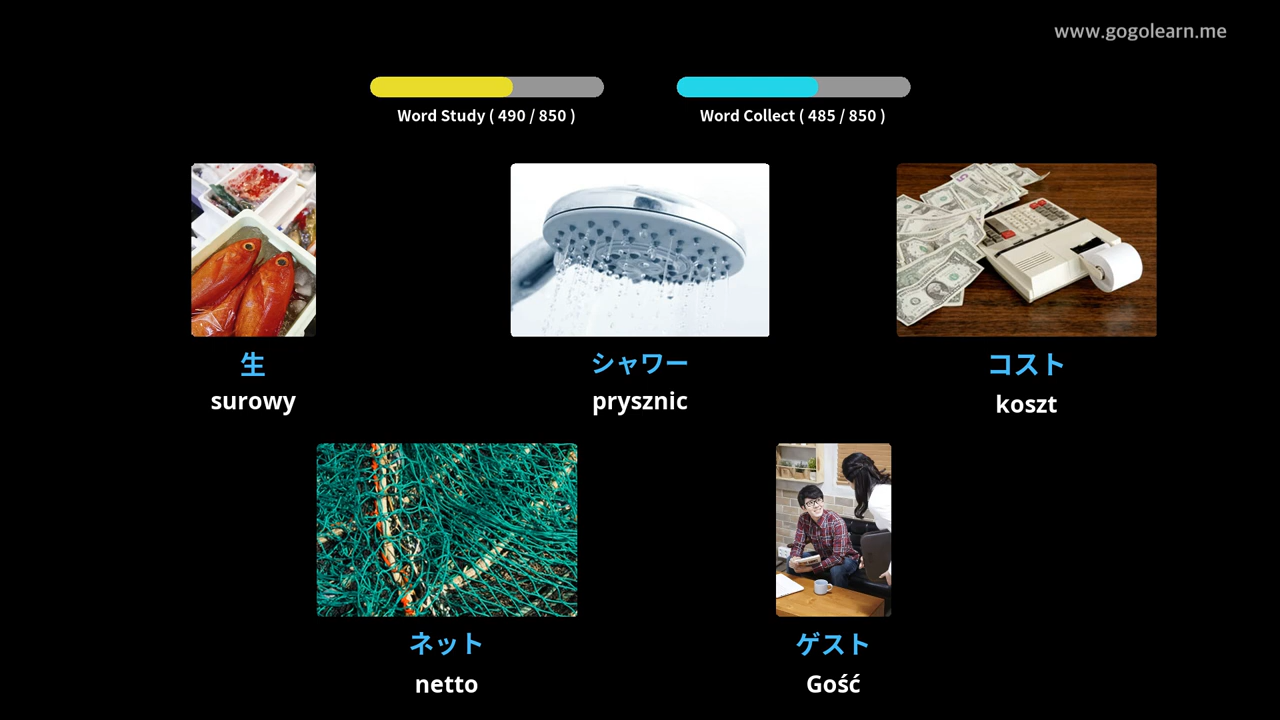 www.gogolearn.me
Word Study ( 490 / 850 )
Word Collect ( 485 / 850 )
生
surowy
シャワー
prysznic
コスト
koszt
ネット
netto
ゲスト
Gość